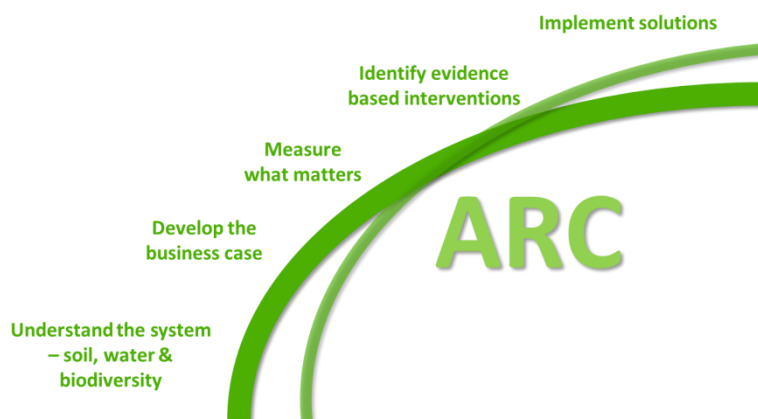 Implement solutions
Identify evidence
based interventions
Measure
what matters
ARC
Develop the
business case
Understand the system
– soil, water &
biodiversity